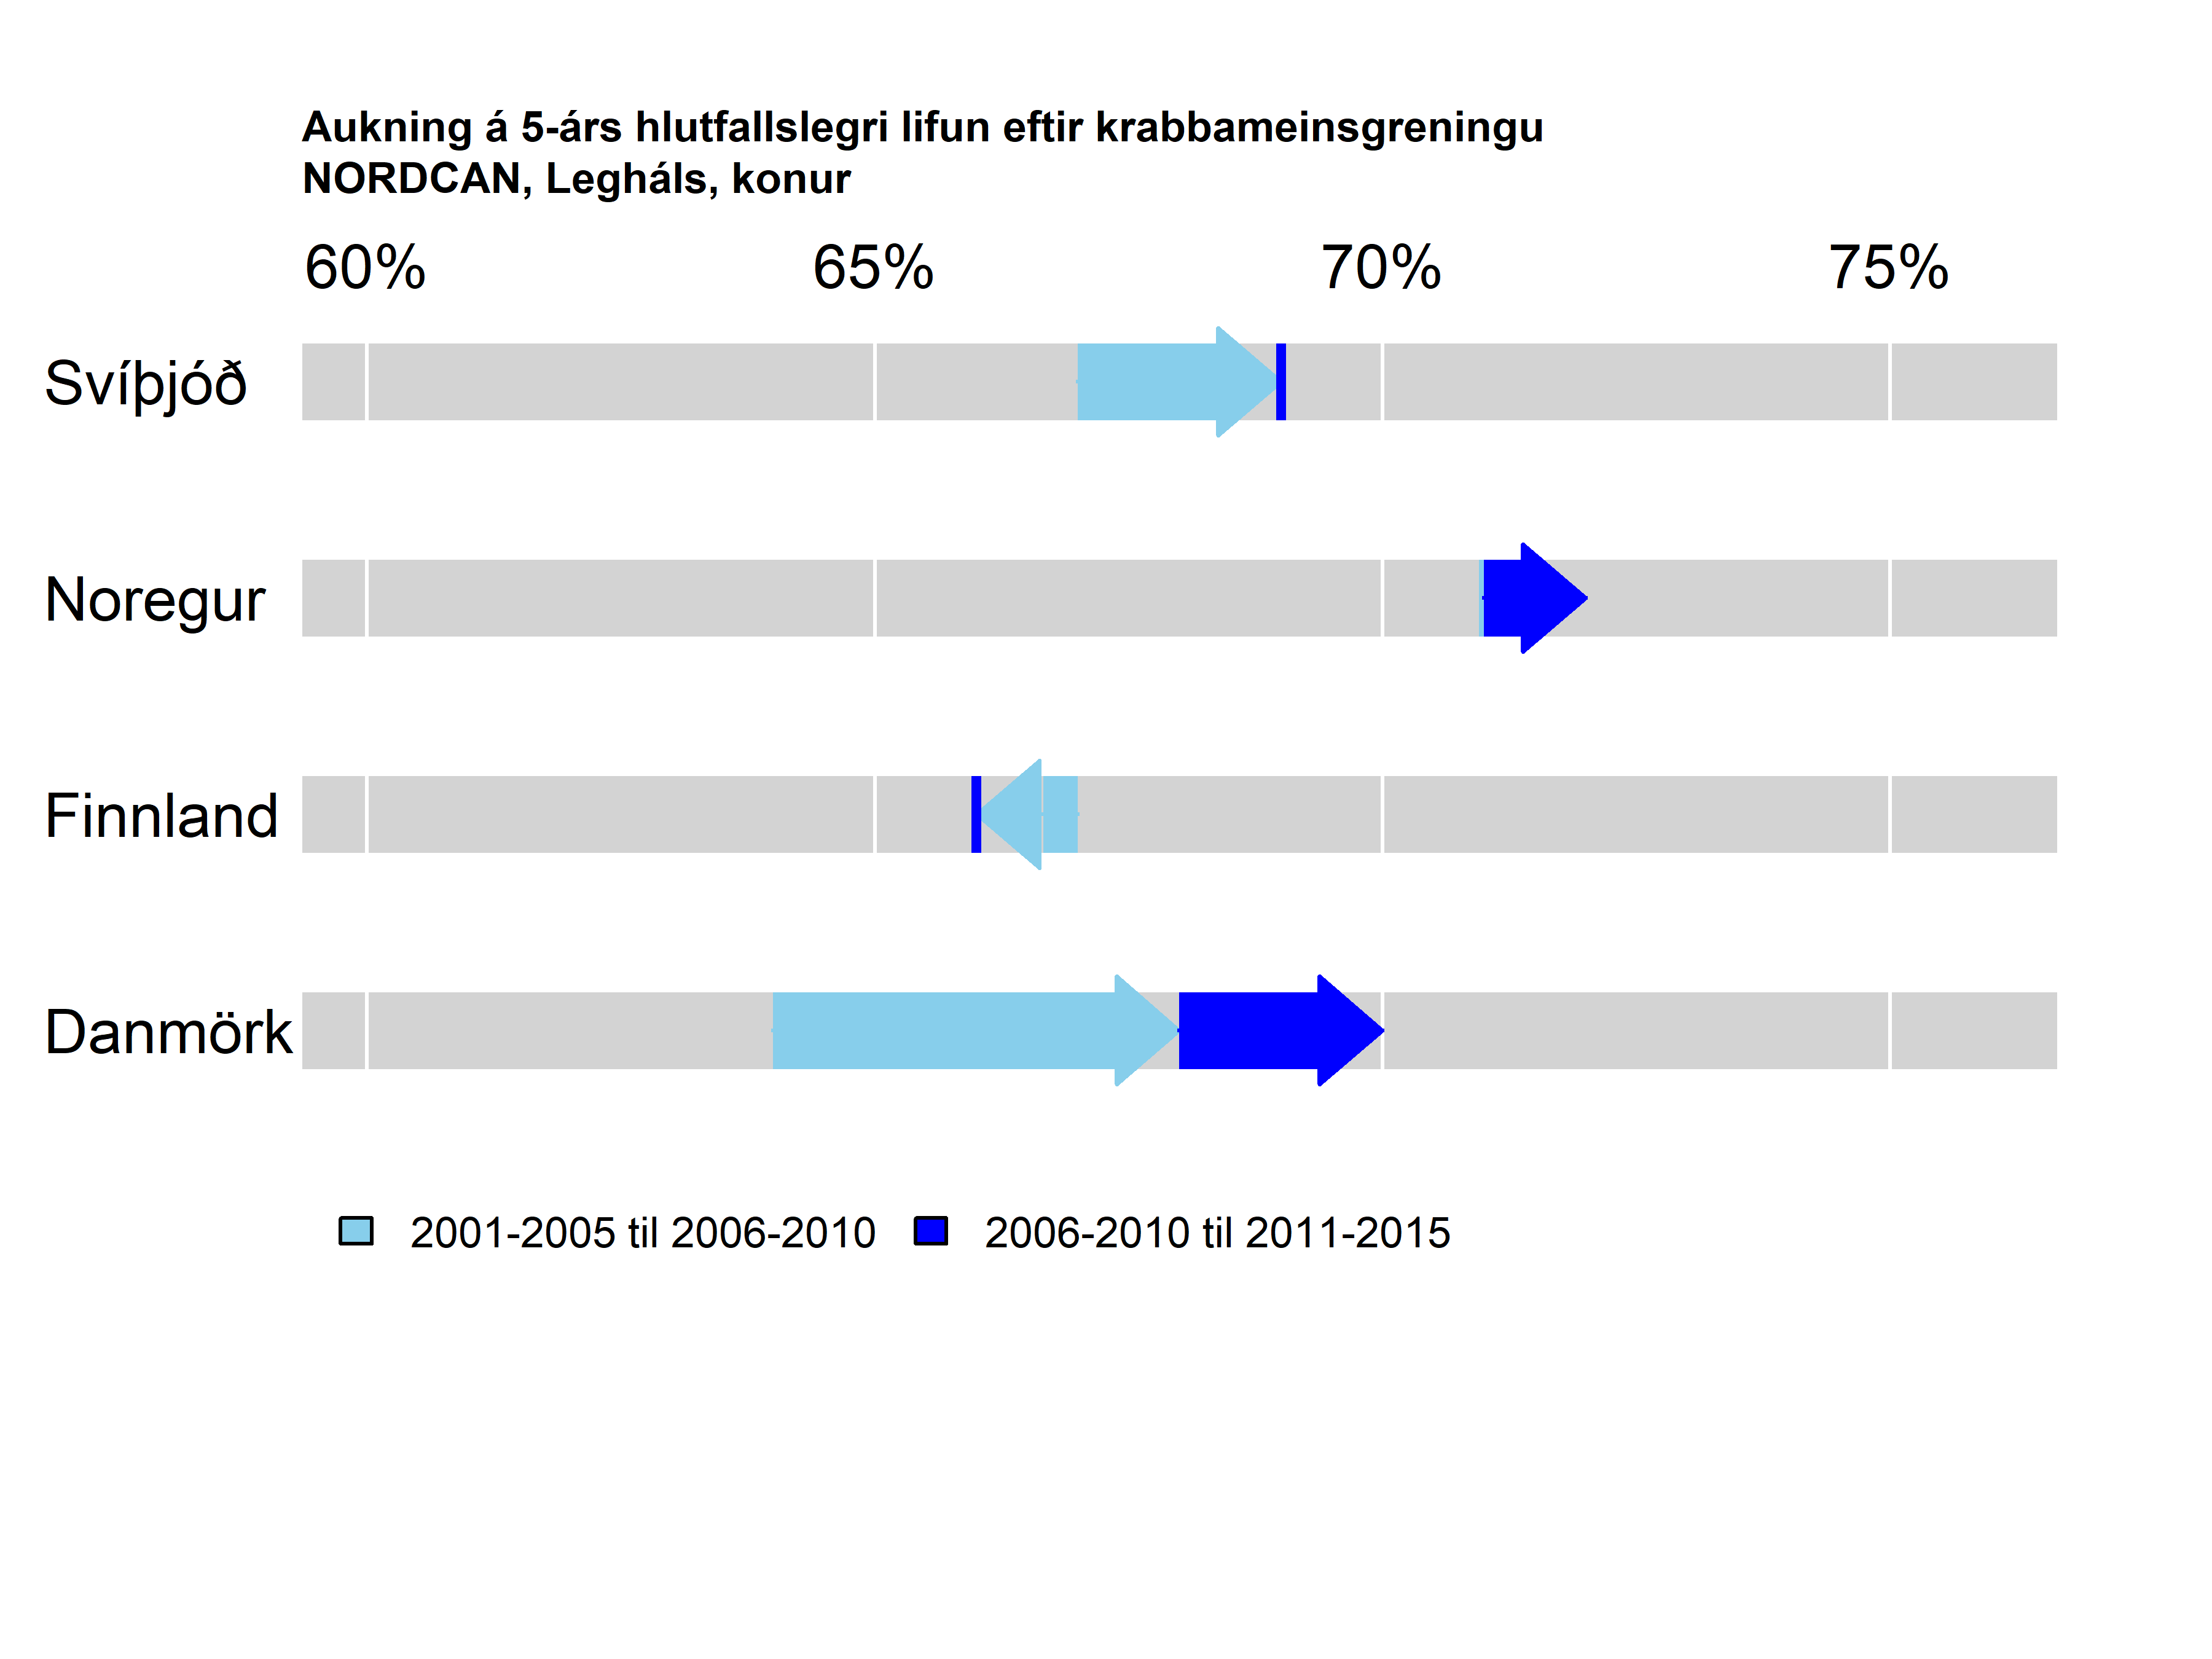 Aukning á 5-árs hlutfallslegri lifun eftir krabbameinsgreningu
NORDCAN, Legháls, konur
60% 65% 70% 75%
Svíþjóð
Noregur
Finnland
Danmörk
2001-2005 til 2006-2010 2006-2010 til 2011-2015